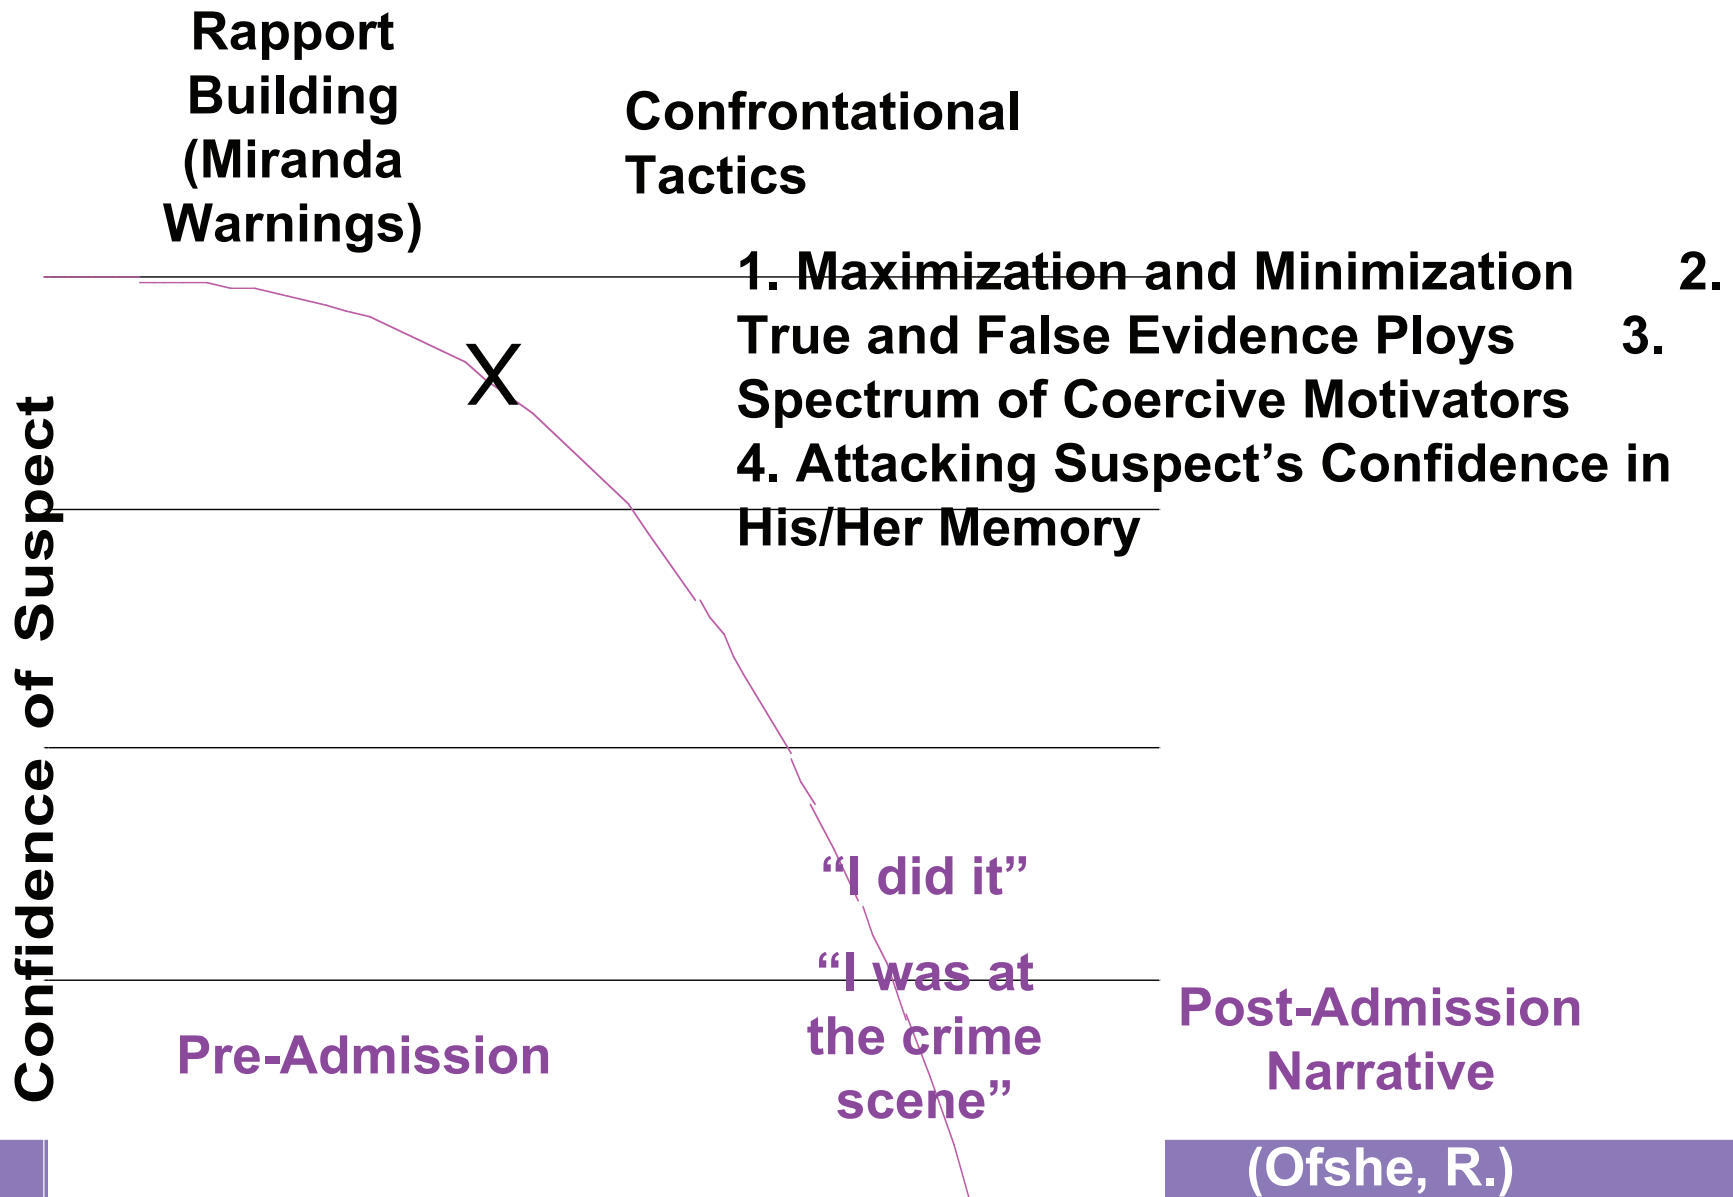 Rapport
Building
(Miranda
Warnings)
Confrontational
Tactics
1. Maximization and Minimization 2.
True and False Evidence Ploys 3.
Spectrum of Coercive Motivators
4. Attacking Suspect’s Confidence in
His/Her Memory
X
Confidence of Suspect
“I did it”
“I was at
the crime
scene”
Pre-Admission
Post-Admission
Narrative
(Ofshe, R.)